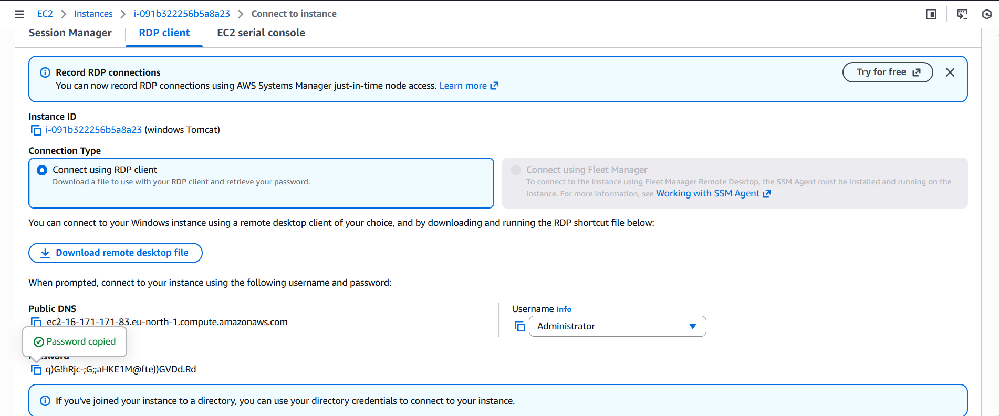 EC2 > Instances > i-091b322256b5a8a23 > Connect to instance
Session Manager RDP client EC2 serial console
Record RDP connections
You can now record RDP connections using AWS Systems Manager just-in-time node access. Learn more
Try for free
Instance ID
i-091b322256b5a8a23 (windows Tomcat)
Connection Type
Connect using RDP client
Download a file to use with your RDP client and retrieve your password.
Connect using Fleet Manager
To connect to the instance using Fleet Manager Remote Desktop, the SSM Agent must be installed and running on the
instance. For more information, see Working with SSM Agent
You can connect to your Windows instance using a remote desktop client of your choice, and by downloading and running the RDP shortcut file below:
Download remote desktop file
When prompted, connect to your instance using the following username and password:
Public DNS
ec2-16-171-171-83.eu-north-1.compute.amazonaws.com
Username Info
Administrator
Password copied
Password
q)G!hRjc-;G;;aHKE1M@fte))GVDd.Rd
If you've joined your instance to a directory, you can use your directory credentials to connect to your instance.